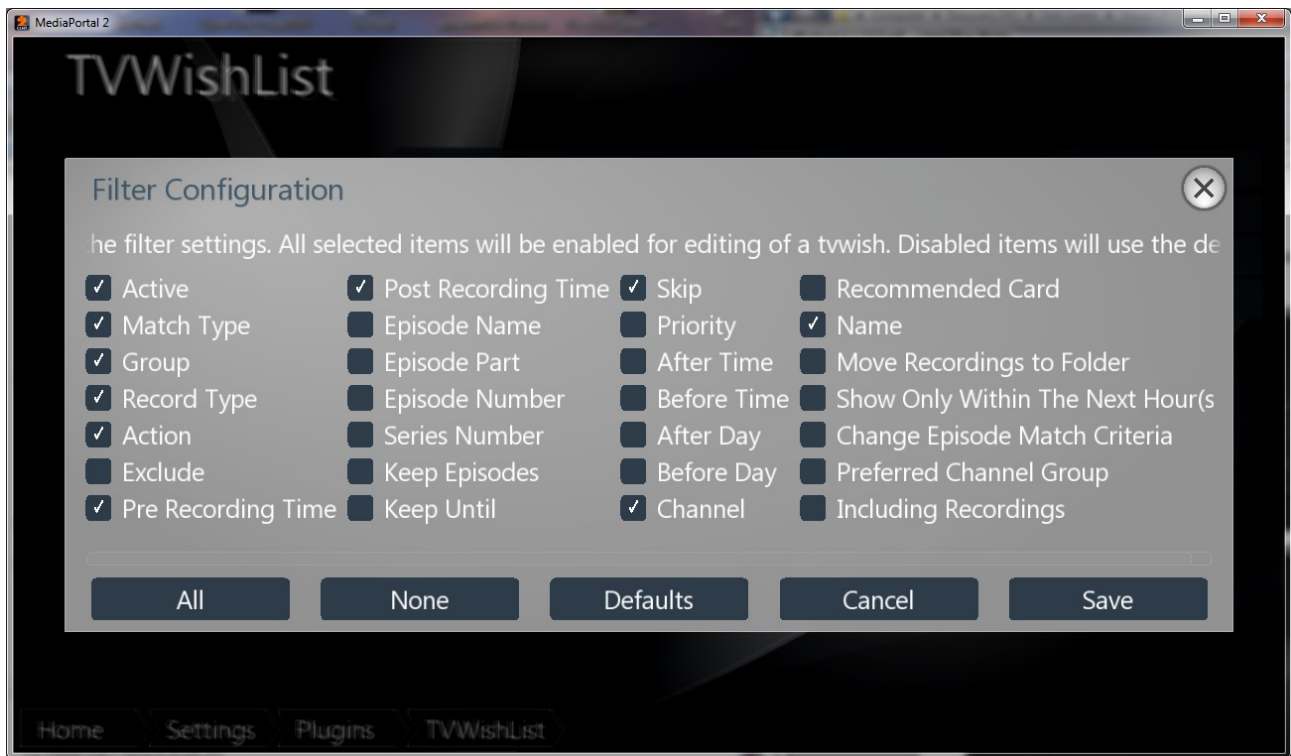 MediaPortal 2
TVWishList
Filter Configuration
he filter settings. All selected items will be enabled for editing of a tvwish. Disabled items will use the de
Active Post Recording Time Skip Recommended Card
Match Type Episode Name Priority Name
Group Episode Part After Time Move Recordings to Folder
Record Type Episode Number Before Time Show Only Within The Next Hour(s
Action Series Number After Day Change Episode Match Criteria
Exclude Keep Episodes Before Day Preferred Channel Group
Pre Recording Time Keep Until Channel Including Recordings
All None Defaults Cancel Save
Home Settings Plugins TVWishList